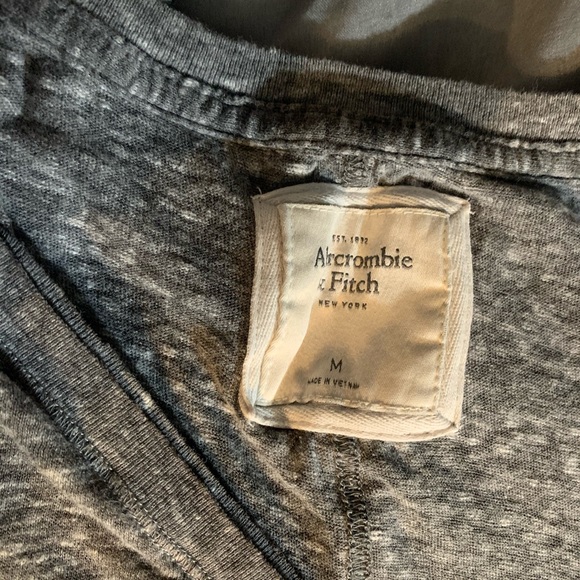 EST. 1892
Abercrombie
& Fitch
NEW YORK
M
MADE IN VIETNAM